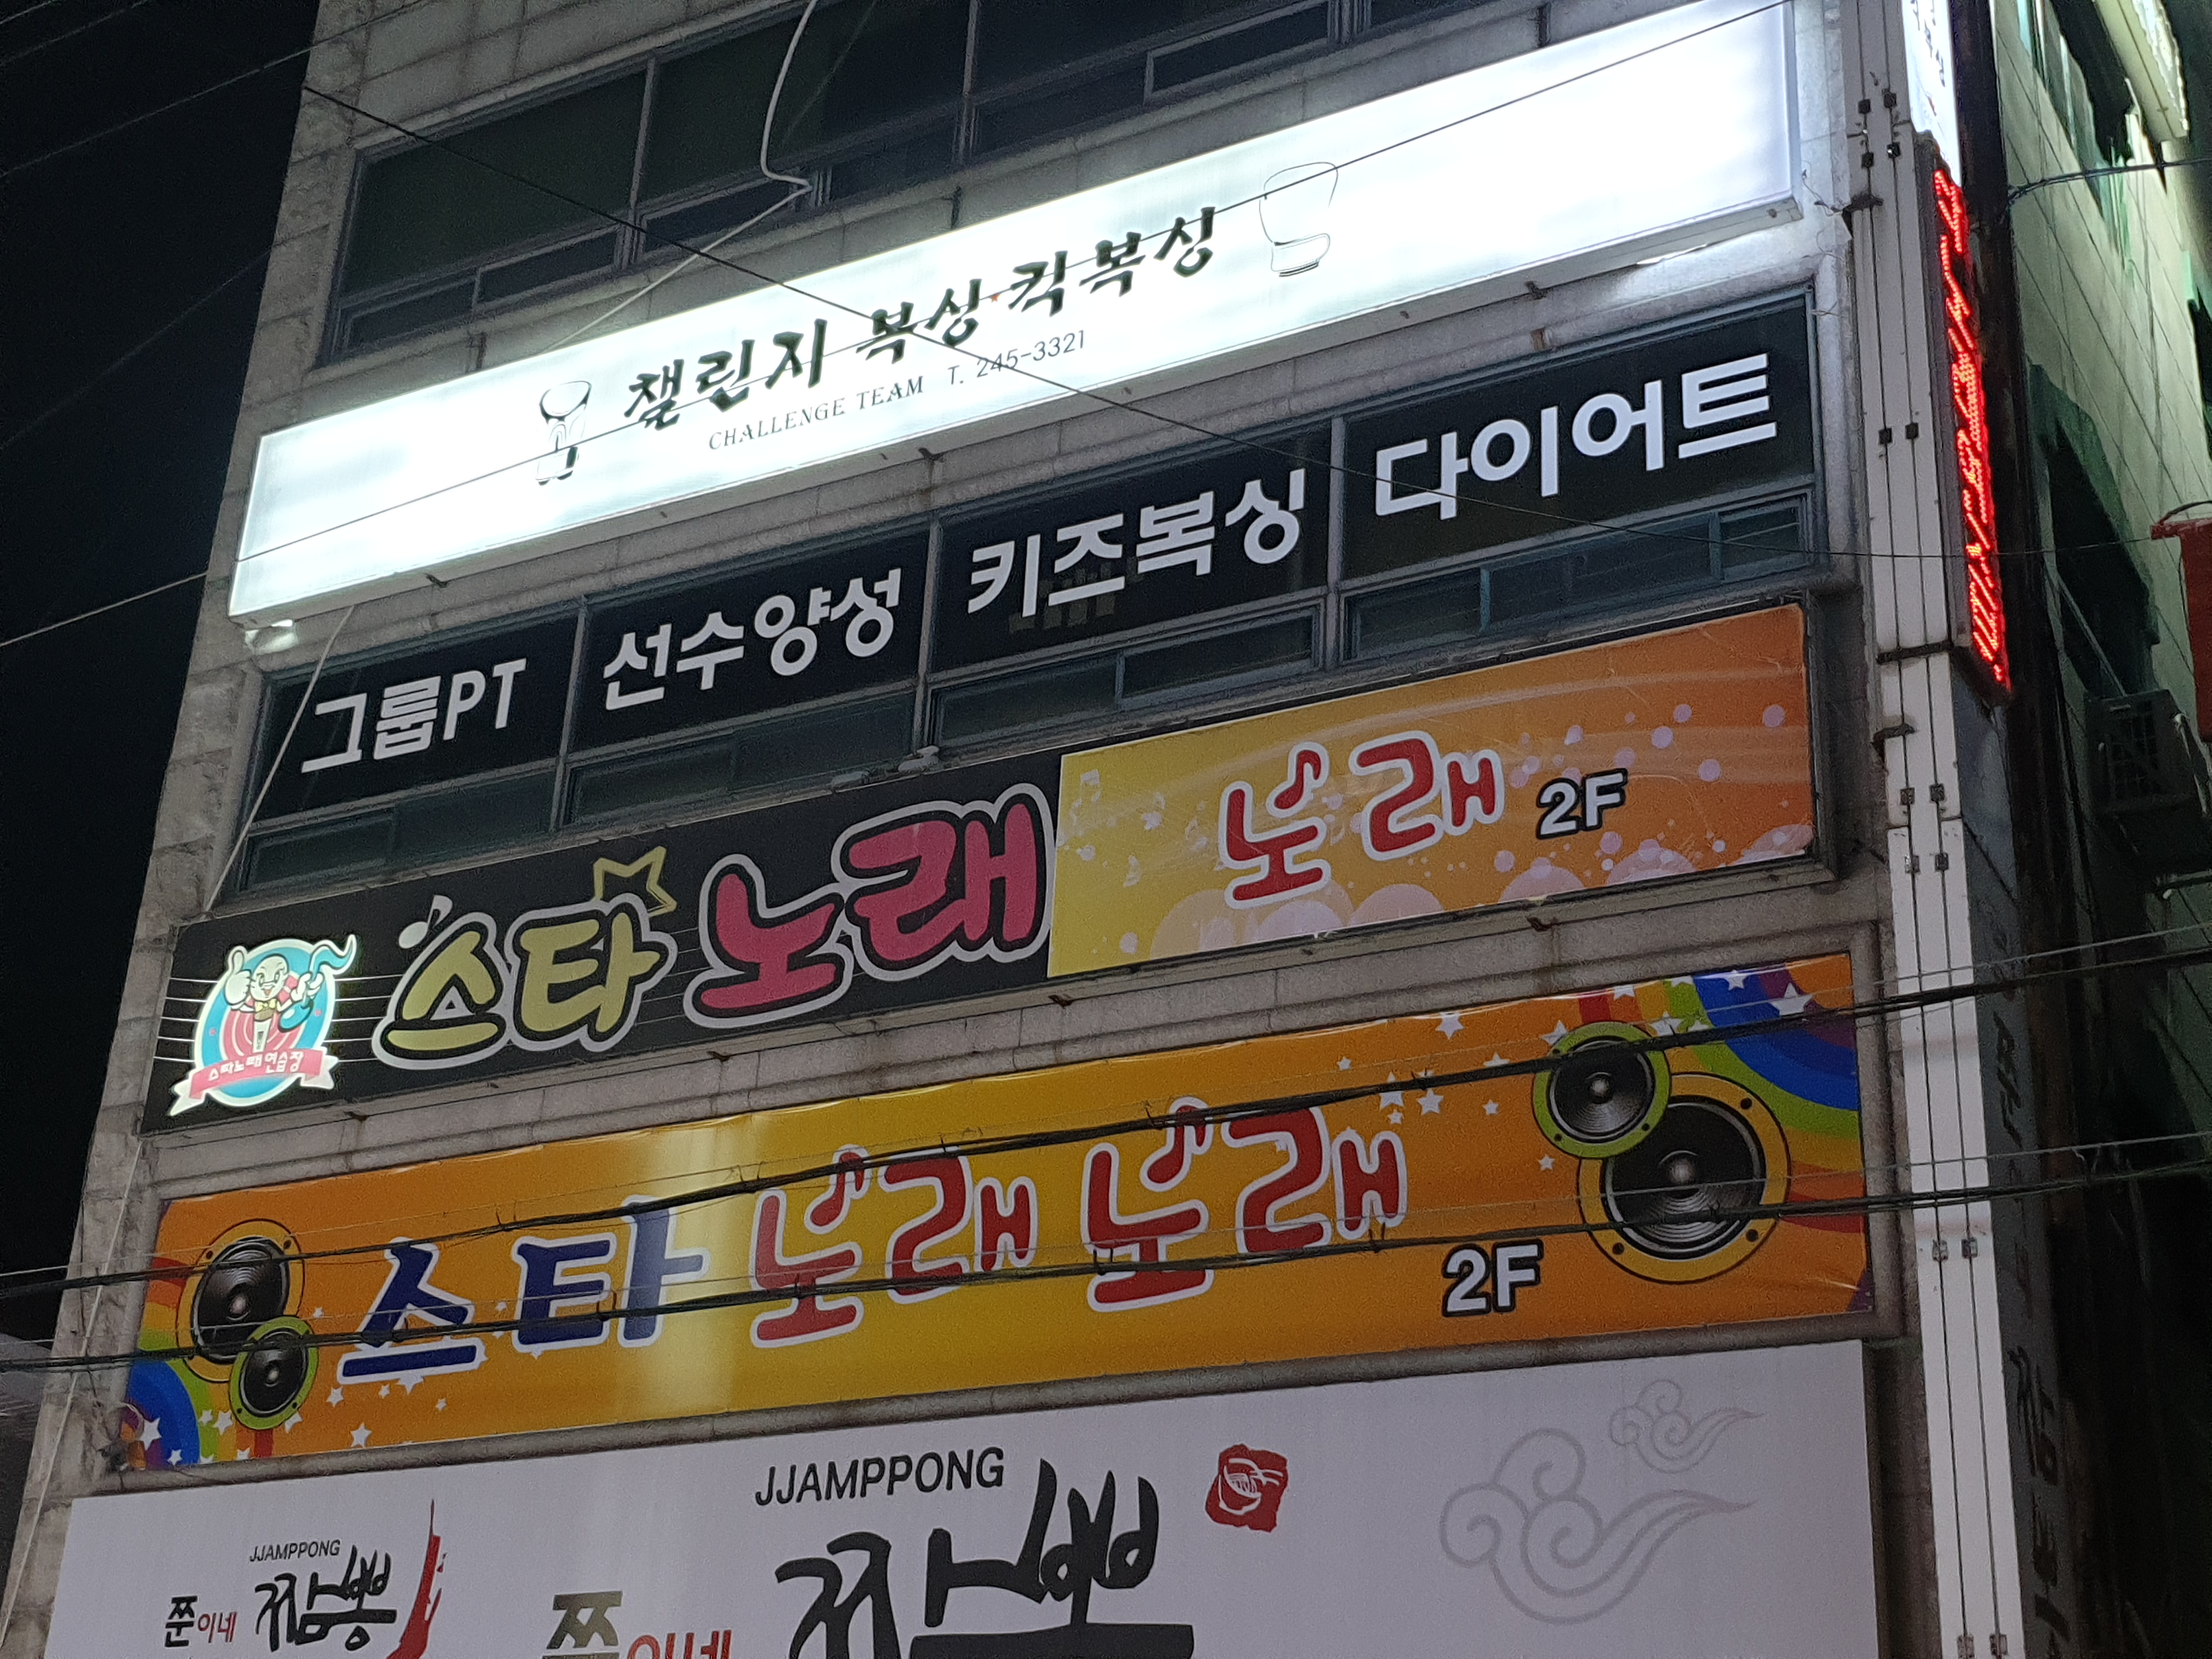 챌린지 복싱·킥복싱
CHALLENGE TEAM T. 245-3321
그룹PT 선수양성 키즈복싱 다이어트
스타노래 노래 2F
스타노래연습장
스타 노래 노래 2F
JJAMPPONG
JJAMPPONG
쭌이네 짬뽕
쭌이네 짬뽕